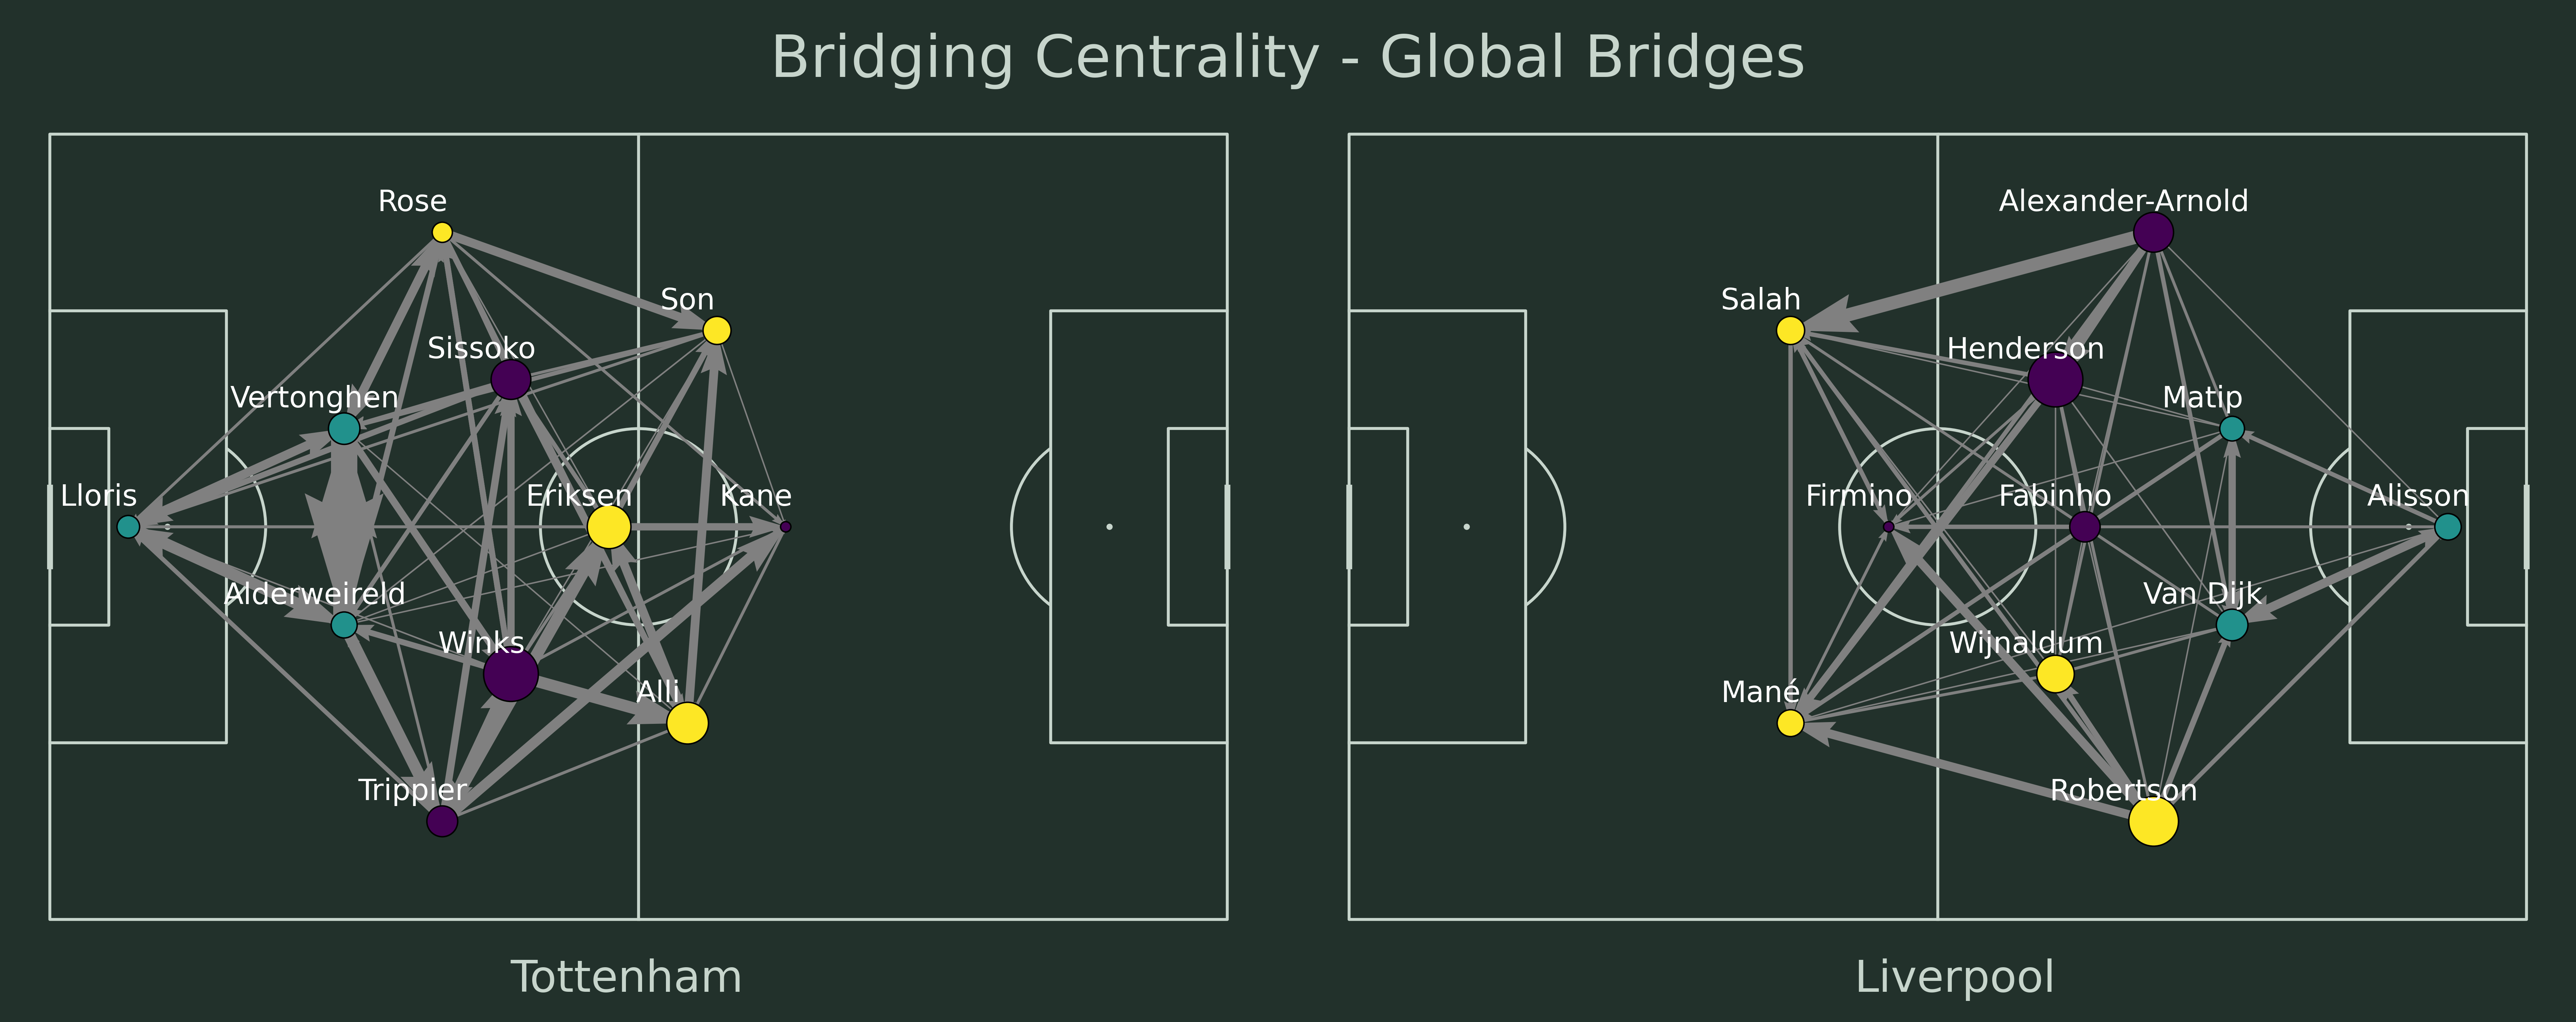 Bridging Centrality - Global Bridges
Rose
Son
Sissoko
Vertonghen
Lloris
Eriksen
Kane
Alderweireld
Winks
Alli
Trippier
Tottenham
Alexander-Arnold
Salah
Henderson
Matip
Firmino
Fabinho
Alisson
Van Dijk
Wijnaldum
Mané
Robertson
Liverpool